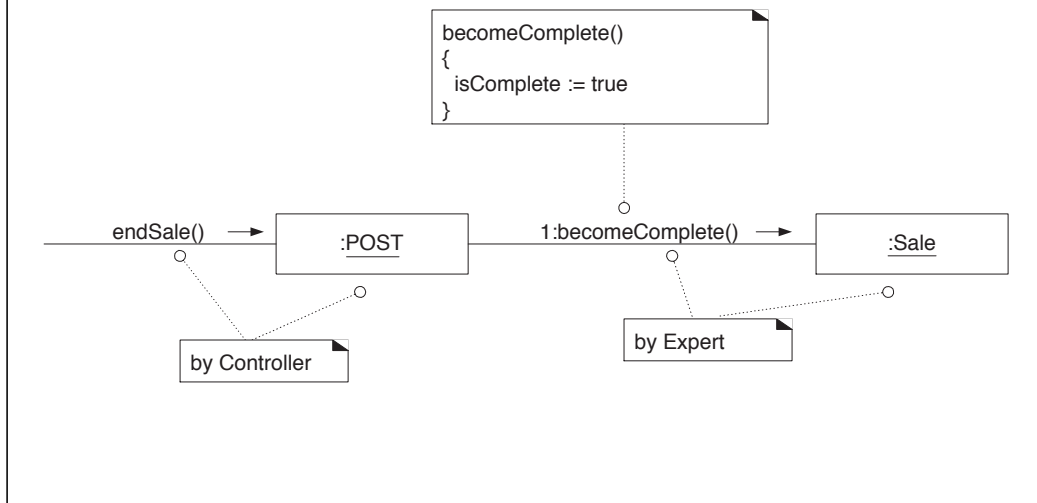 becomeComplete()
{
isComplete := true
}
endSale()
:POST
1:becomeComplete()
:Sale
by Controller
by Expert